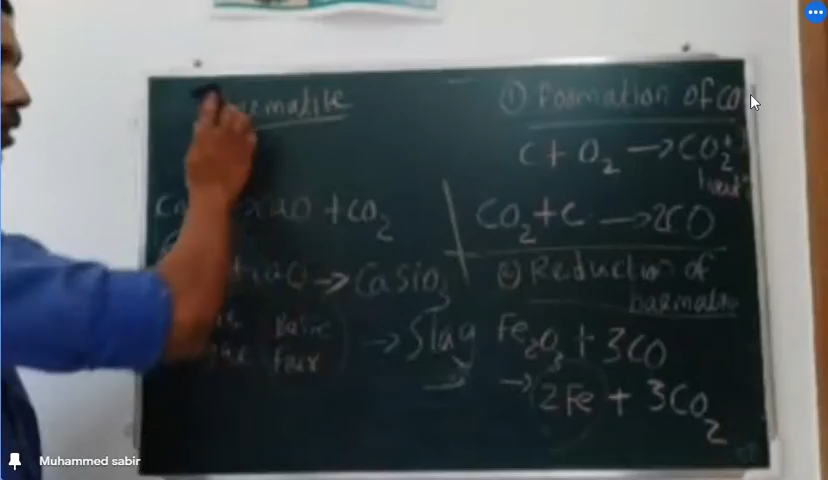 haematite
① Formation of CO
C + O₂ → CO₂ +
heat
CO₂ + C → 2CO
CaO + CO₂
② Reduction of
haematite
→ CaSiO₃
Basic
flux
→ Slag
Fe₂O₃ + 3CO
→ 2Fe + 3CO₂
Muhammed sabir